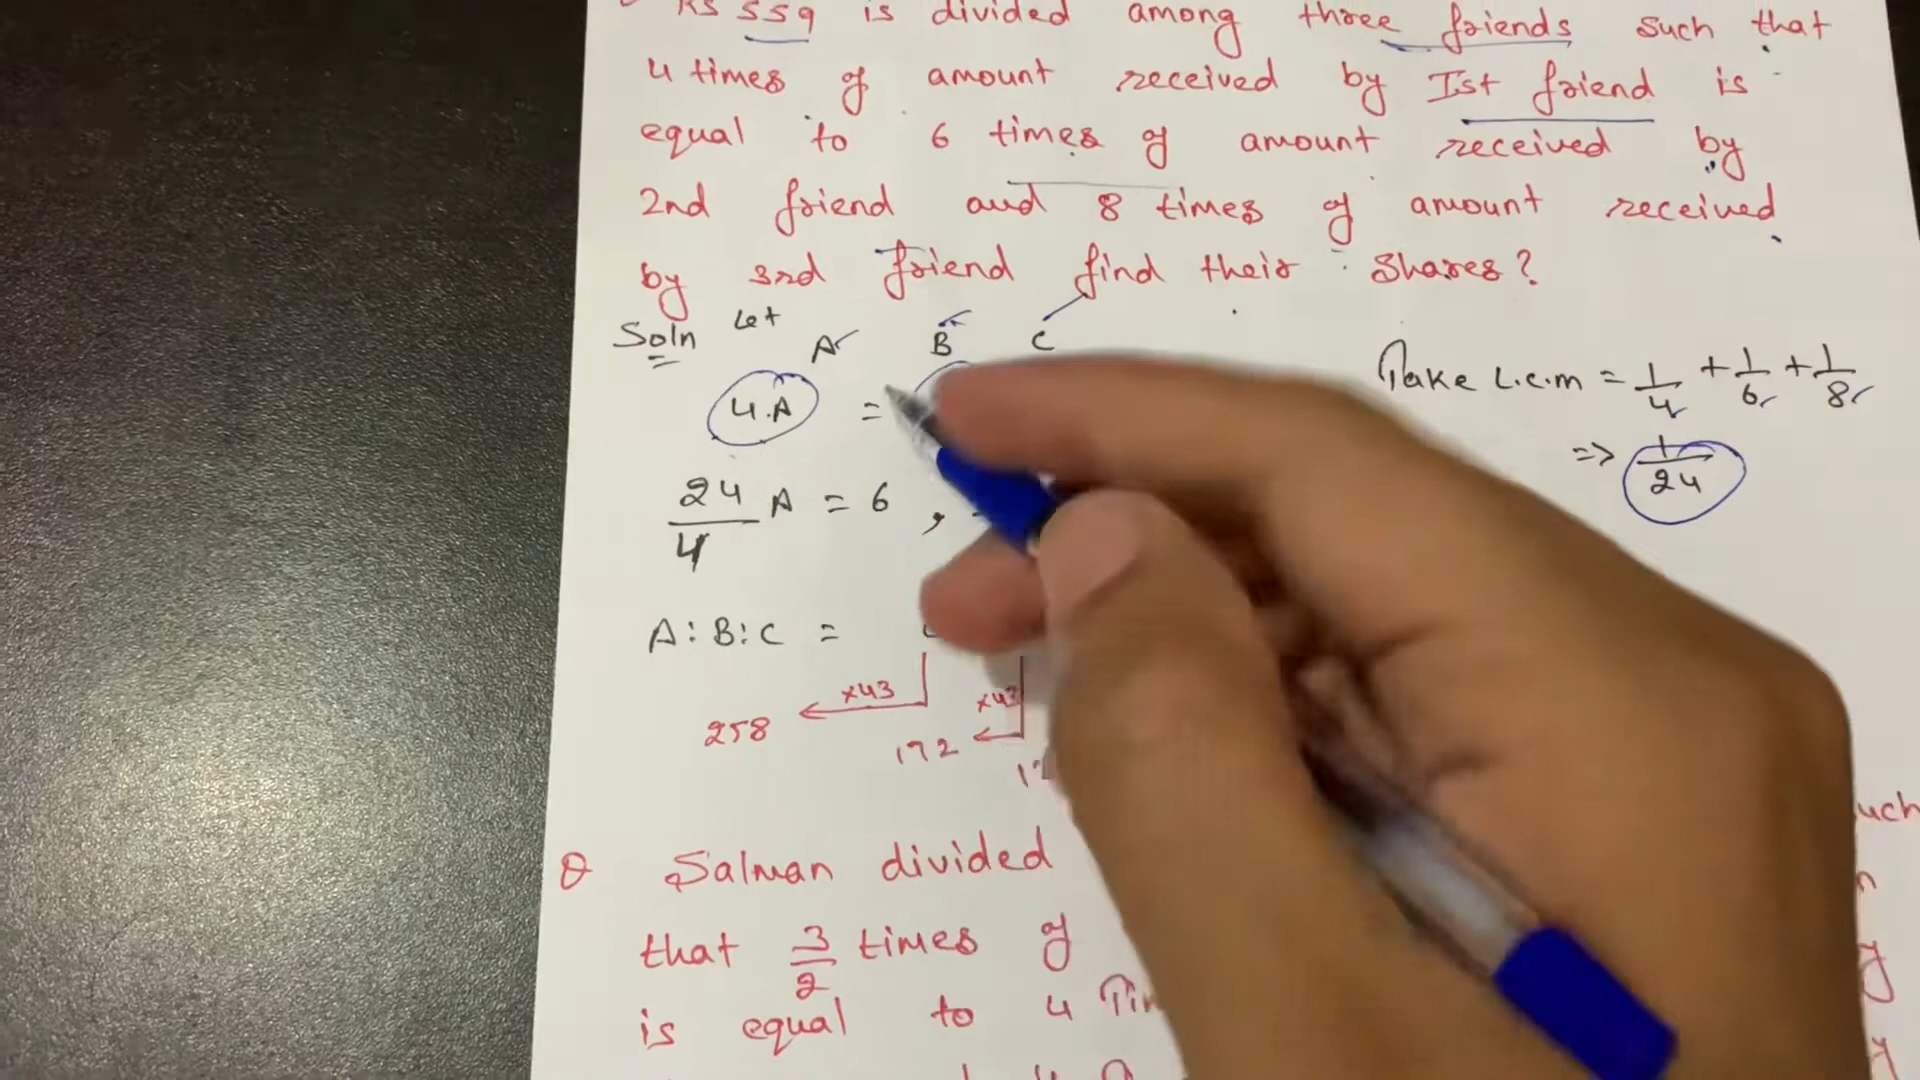 Rs 559 is divided among three friends such that
4 times of amount received by Ist friend is
equal to 6 times of amount received by
2nd friend and 8 times of amount received
by 3rd friend find their shares?
Soln Let A B C
4.A =
Take L.C.M = 1/4 + 1/6 + 1/8
=> 1/24
24/4 A = 6 ,
A:B:C =
×43 ×43
258 172
Q Salman divided
that 3/2 times of
is equal to 4